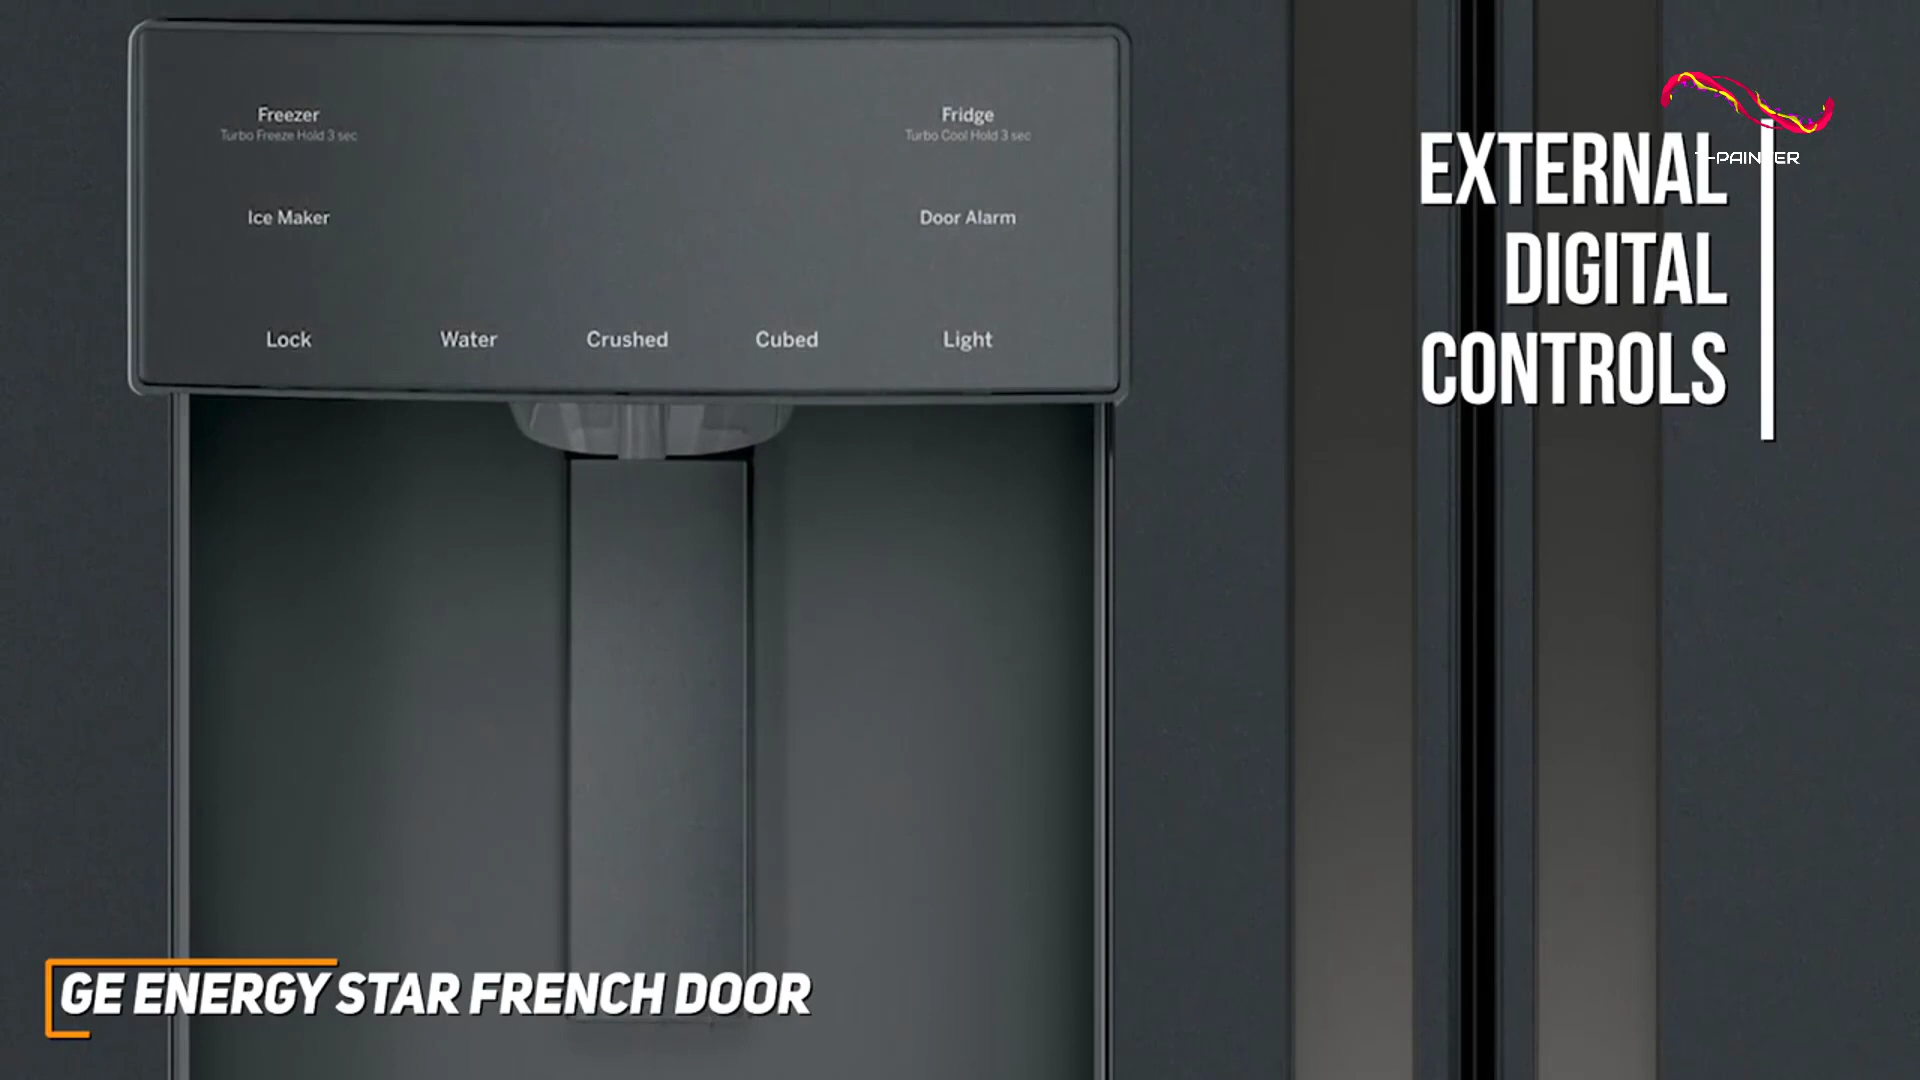 Freezer
Turbo Freeze Hold 3 sec
Fridge
Turbo Cool Hold 3 sec
Ice Maker
Door Alarm
Lock
Water
Crushed
Cubed
Light
EXTERNAL
DIGITAL
CONTROLS
T-PAINTER
GE ENERGY STAR FRENCH DOOR